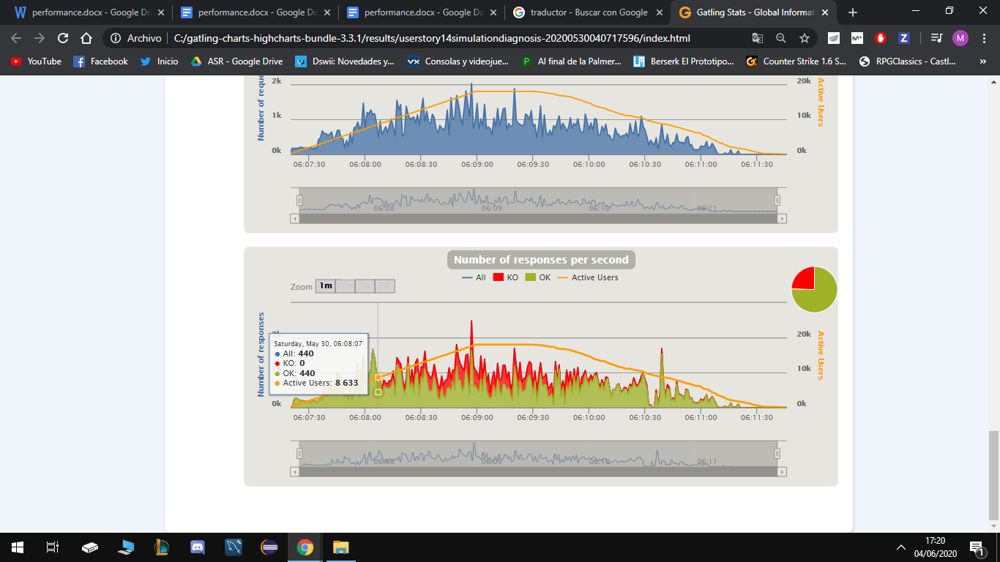 performance.docx - Google Dr
performance.docx - Google Do
performance.docx - Google Do
traductor - Buscar con Google
Gatling Stats - Global Informat
Archivo | C:/gatling-charts-highcharts-bundle-3.3.1/results/userstory14simulationdiagnosis-20200530040717596/index.html
YouTube Facebook Inicio ASR - Google Drive Dswii: Novedades y... Consolas y videojue... Al final de la Palmer... Berserk El Prototipo... Counter Strike 1.6 S... RPGClassics - Castl... »
Number of reque
2k
1k
0k
20k
10k
0k
Active Users
06:07:30 06:08:00 06:08:30 06:09:00 06:09:30 06:10:00 06:10:30 06:11:00 06:11:30
06:08 06:09 06:10 06:11
Number of responses per second
All KO OK Active Users
Zoom 1m
Number of responses
0k
20k
10k
0k
Active Users
Saturday, May 30, 06:08:07
All: 440
KO: 0
OK: 440
Active Users: 8 633
06:07:30 06:08:00 06:08:30 06:09:00 06:09:30 06:10:00 06:10:30 06:11:00 06:11:30
06:08 06:09 06:10 06:11
17:20
04/06/2020
1